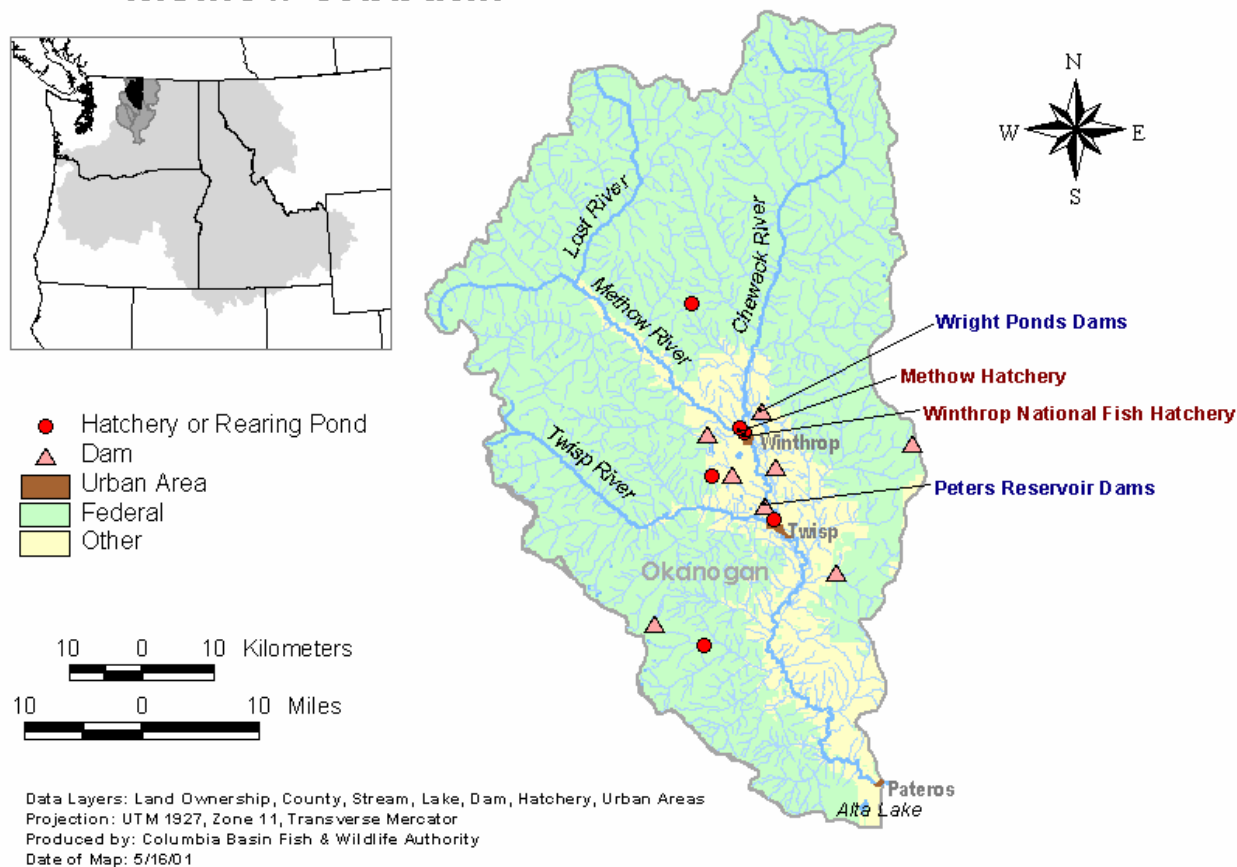 N
W E
S
Lost River
Chewack River
Methow River
Wright Ponds Dams
Methow Hatchery
Winthrop National Fish Hatchery
Winthrop
Twisp River
Peters Reservoir Dams
Twisp
Okanogan
Pateros
Alta Lake
Hatchery or Rearing Pond
Dam
Urban Area
Federal
Other
10 0 10 Kilometers
10 0 10 Miles
Data Layers: Land Ownership, County, Stream, Lake, Dam, Hatchery, Urban Areas
Projection: UTM 1927, Zone 11, Transverse Mercator
Produced by: Columbia Basin Fish & Wildlife Authority
Date of Map: 5/16/01